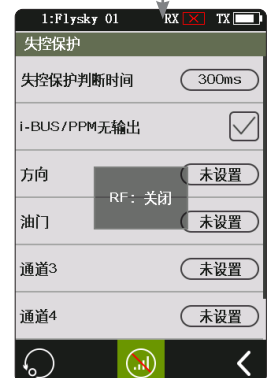 1:Flysky 01 RX TX
失控保护
失控保护判断时间 300ms
i-BUS/PPM无输出
方向 未设置
RF: 关闭
油门 未设置
通道3 未设置
通道4 未设置